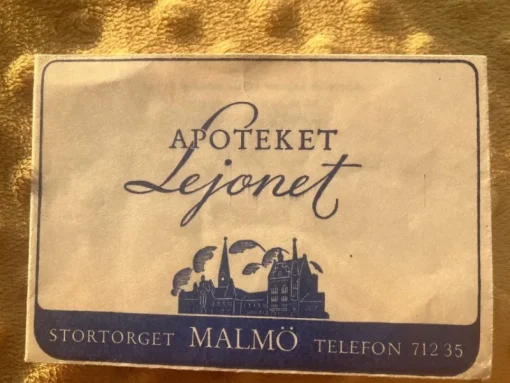 APOTEKET
Lejonet
STORTORGET MALMÖ TELEFON 712 35